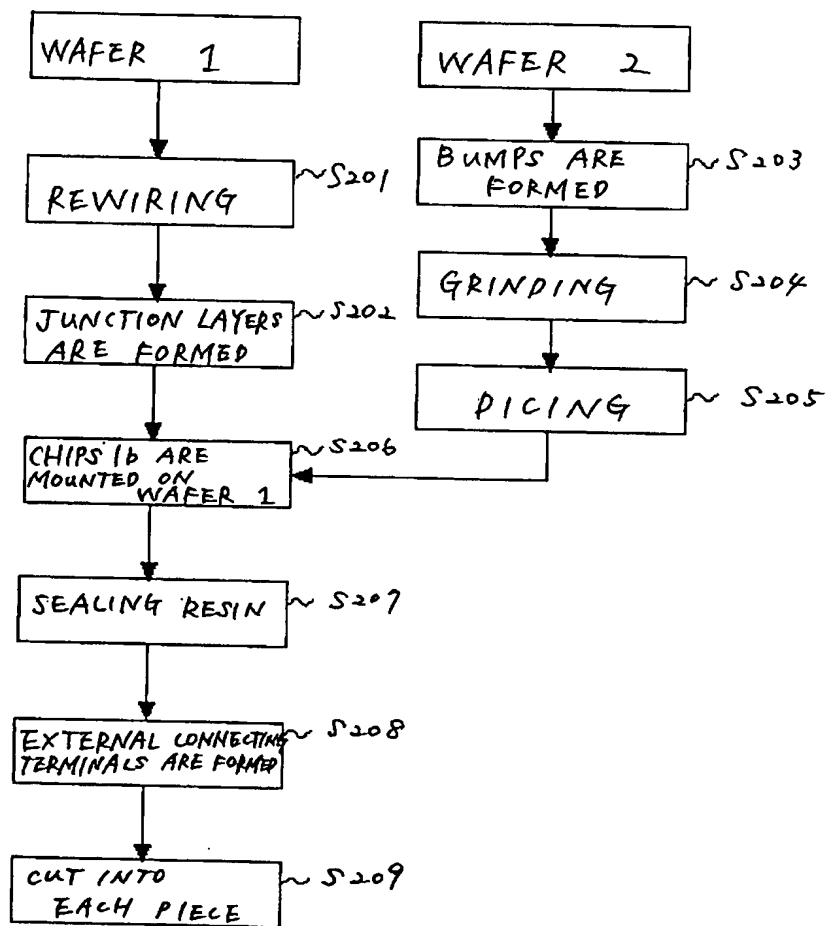 WAFER 1
REWIRING
S201
JUNCTION LAYERS
ARE FORMED
S202
WAFER 2
BUMPS ARE
FORMED
S203
GRINDING
S204
DICING
S205
CHIPS 1b ARE
MOUNTED ON
WAFER 1
S206
SEALING RESIN
S207
EXTERNAL CONNECTING
TERMINALS ARE FORMED
S208
CUT INTO
EACH PIECE
S209